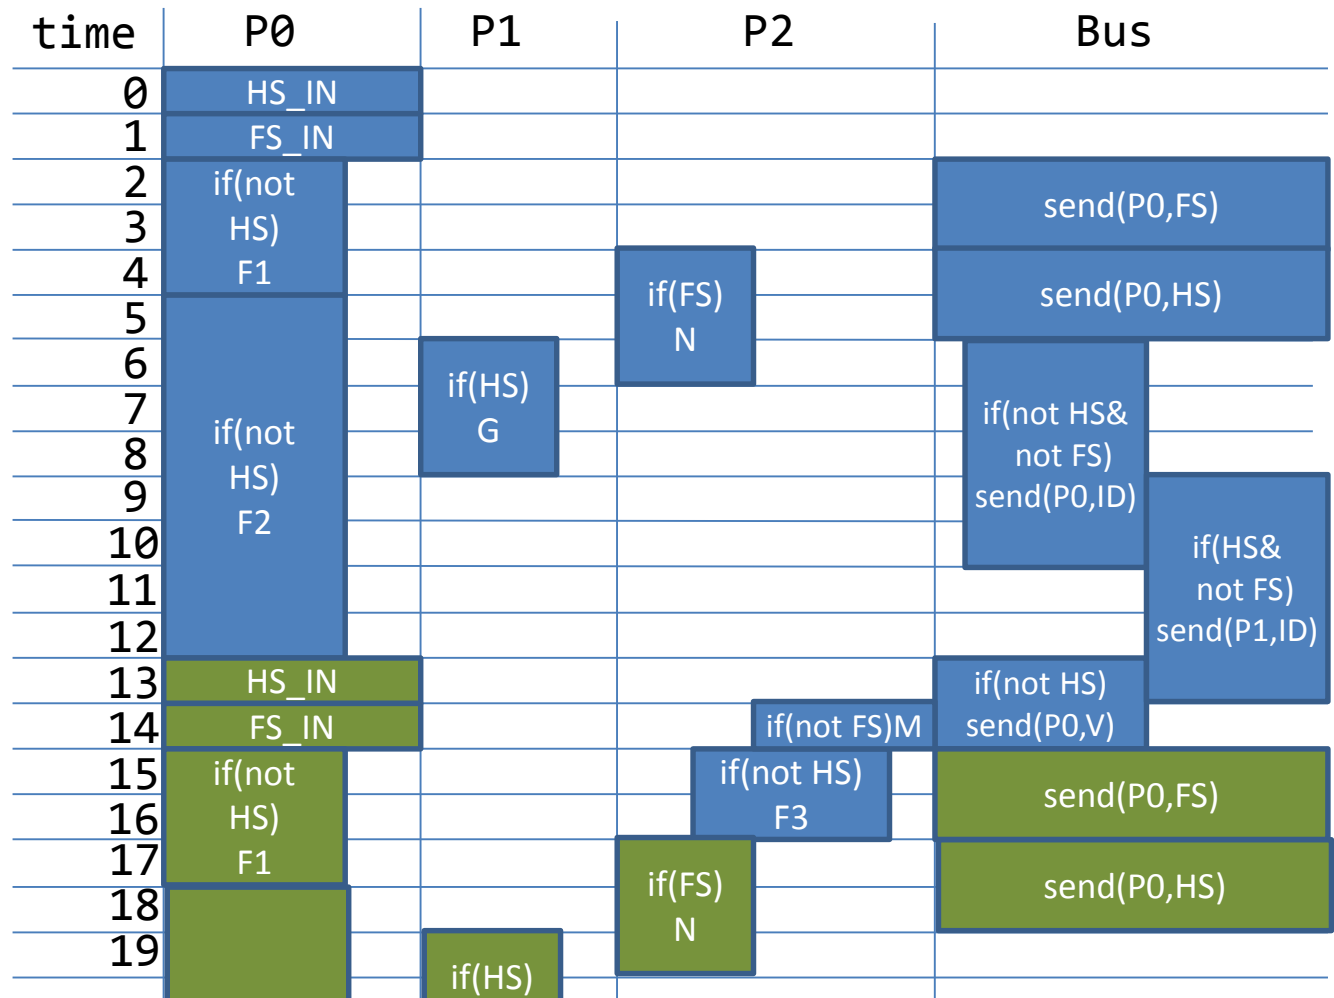 time P0 P1 P2 Bus
0 HS_IN
1 FS_IN
2 if(not
HS)
F1
send(P0,FS)
3
4 if(FS)
N
send(P0,HS)
5
6 if(HS)
G
if(not HS&
not FS)
send(P0,ID)
7 if(not
HS)
F2
8
9 if(HS&
not FS)
send(P1,ID)
10
11
12
13 HS_IN if(not HS)
send(P0,V)
14 FS_IN if(not FS)M
15 if(not
HS)
F1
if(not HS)
F3
send(P0,FS)
16
17 if(FS)
N
send(P0,HS)
18
19 if(HS)